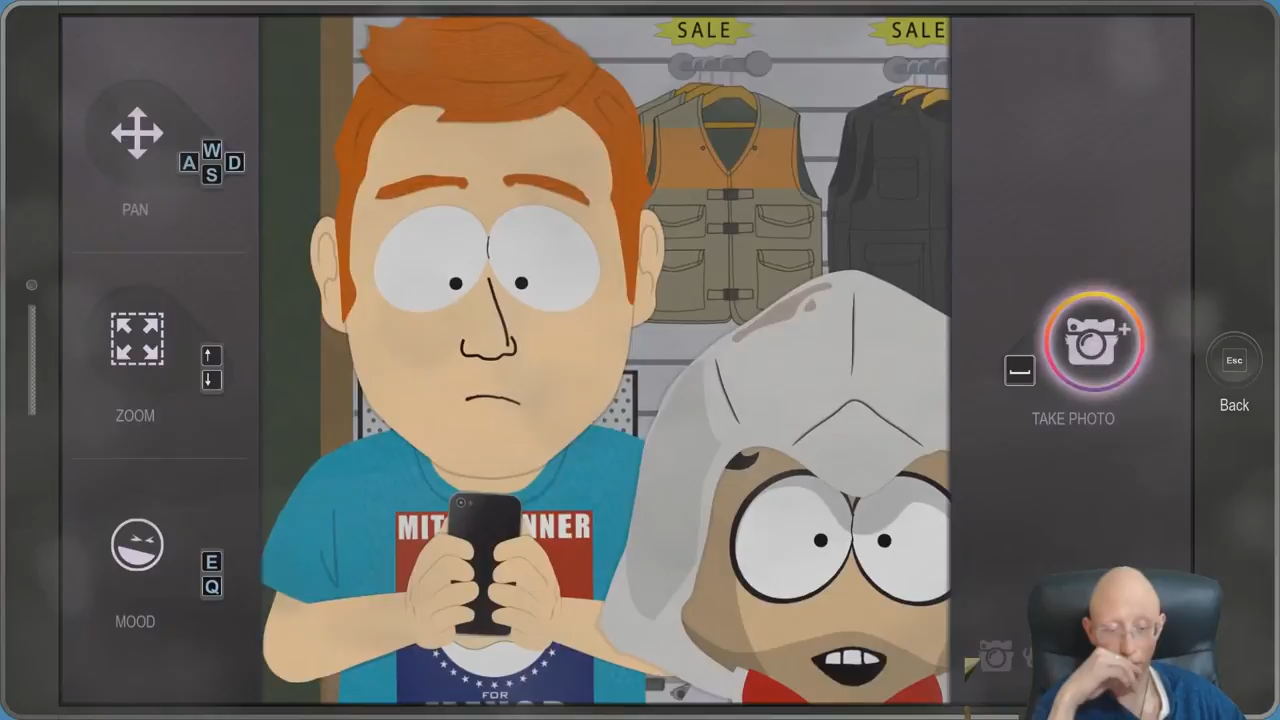 SALE
SALE
W
A S D
PAN
ZOOM
E
Q
MOOD
MIT
NNER
FOR
TAKE PHOTO
Esc
Back